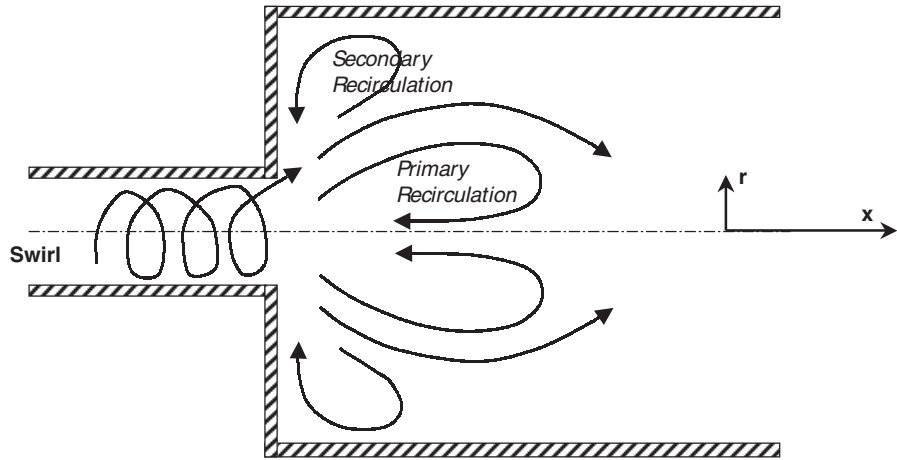 Secondary
Recirculation
Primary
Recirculation
r
x
Swirl